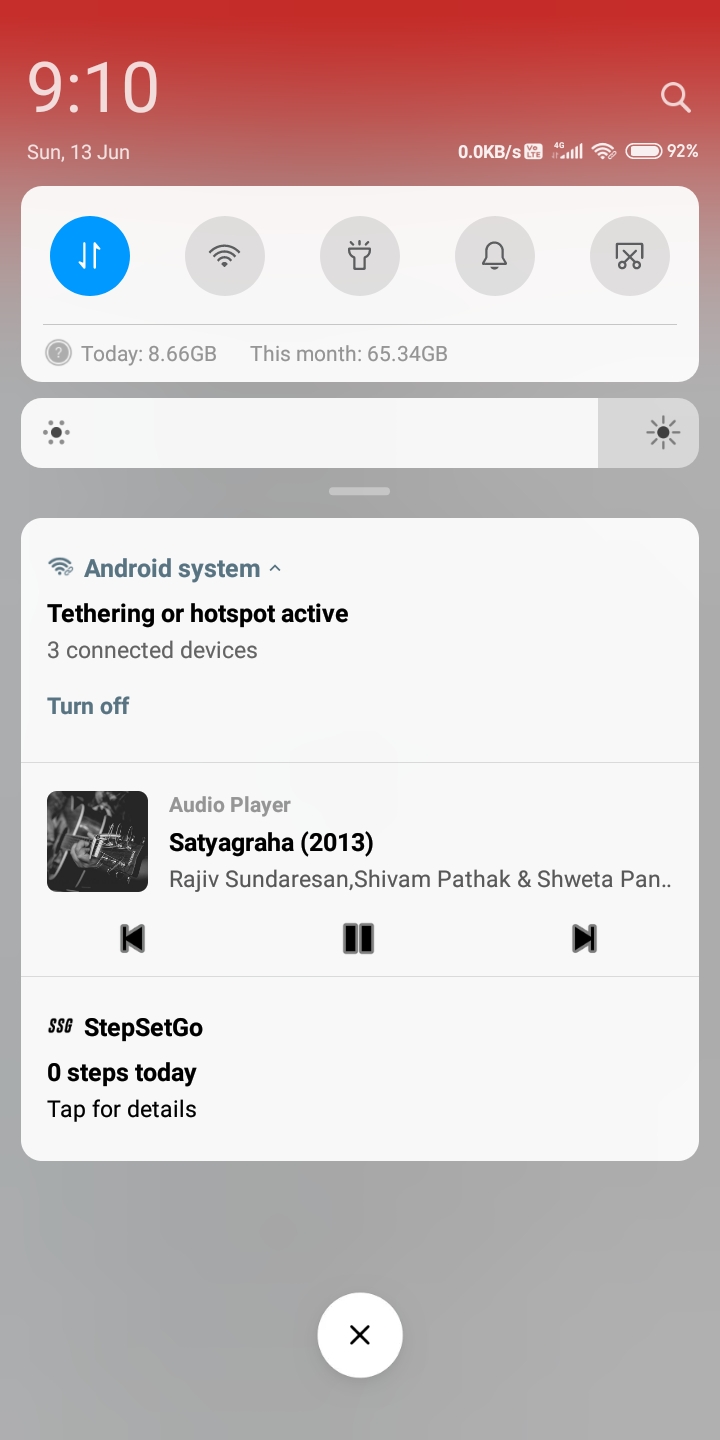 9:10
Sun, 13 Jun
0.0KB/s Vo LTE 4G 92%
Today: 8.66GB This month: 65.34GB
Android system
Tethering or hotspot active
3 connected devices
Turn off
Audio Player
Satyagraha (2013)
Rajiv Sundaresan,Shivam Pathak & Shweta Pan..
SSG StepSetGo
0 steps today
Tap for details